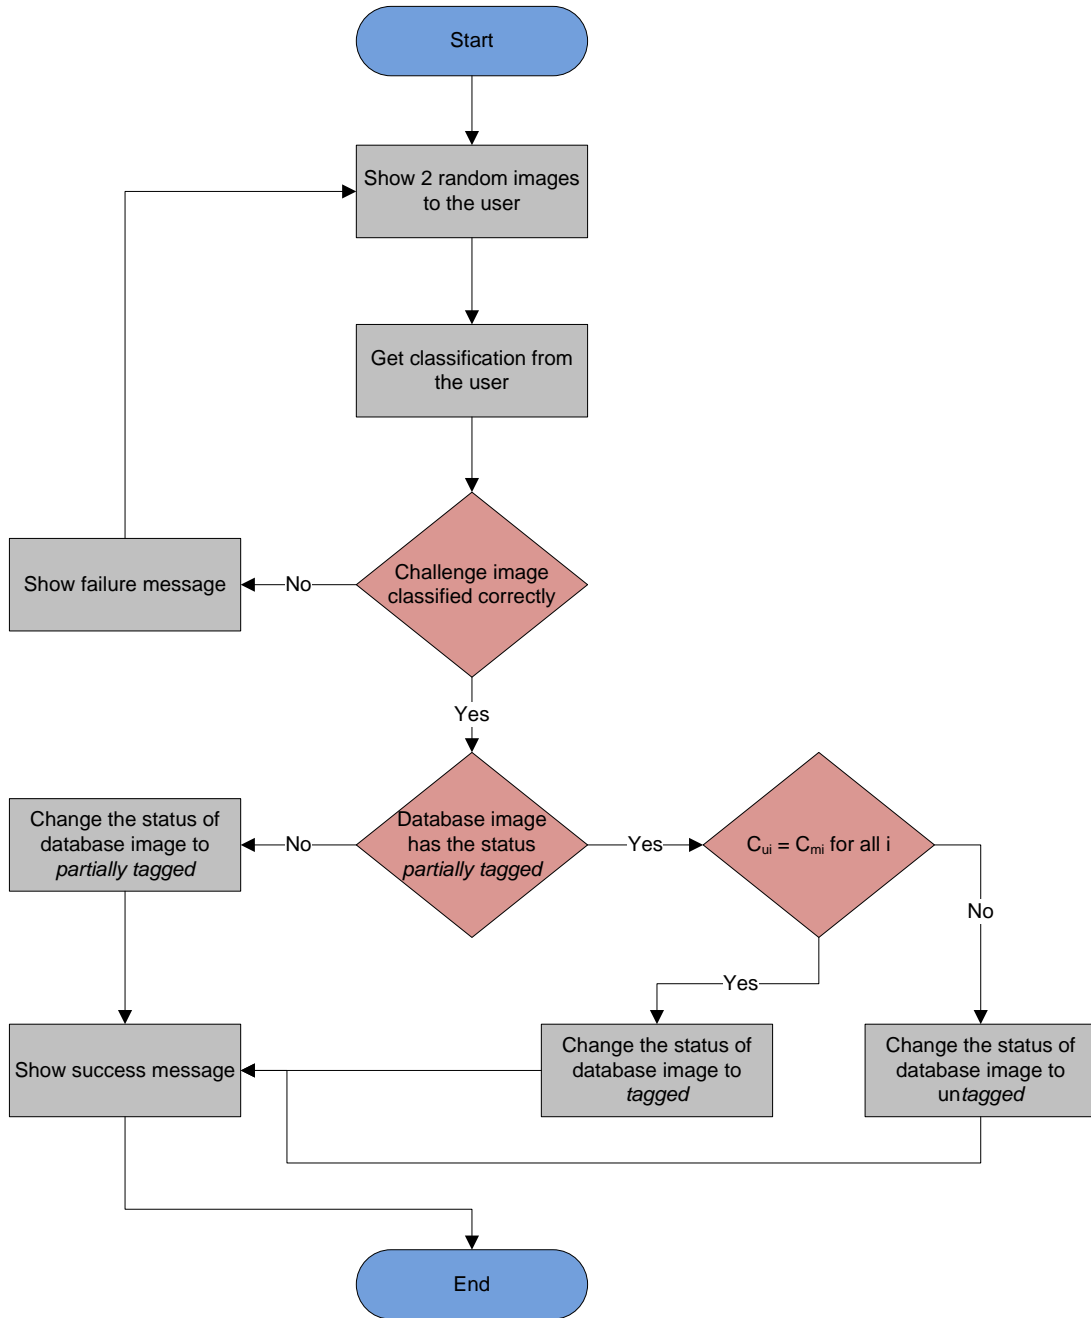 Start
Show 2 random images
to the user
Get classification from
the user
Challenge image
classified correctly
No
Show failure message
Yes
Database image
has the status
partially tagged
No
Change the status of
database image to
partially tagged
Yes
Cui = Cmi for all i
No
Yes
Change the status of
database image to
tagged
Change the status of
database image to
untagged
Show success message
End